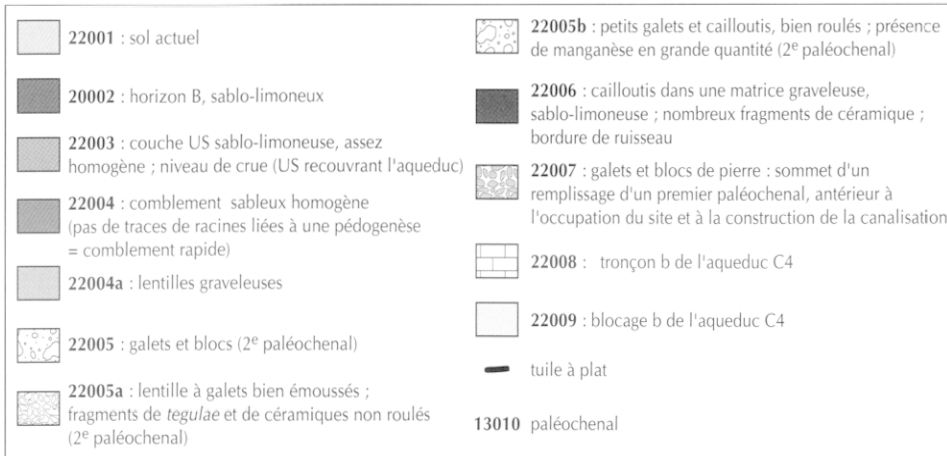 22001 : sol actuel
20002 : horizon B, sablo-limoneux
22003 : couche US sablo-limoneuse, assez
homogène ; niveau de crue (US recouvrant l'aqueduc)
22004 : comblement sableux homogène
(pas de traces de racines liées à une pédogenèse
= comblement rapide)
22004a : lentilles graveleuses
22005 : galets et blocs (2e paléochenal)
22005a : lentille à galets bien émoussés ;
fragments de tegulae et de céramiques non roulés
(2e paléochenal)
22005b : petits galets et cailloutis, bien roulés ; présence
de manganèse en grande quantité (2e paléochenal)
22006 : cailloutis dans une matrice graveleuse,
sablo-limoneuse ; nombreux fragments de céramique ;
bordure de ruisseau
22007 : galets et blocs de pierre : sommet d'un
remplissage d'un premier paléochenal, antérieur à
l'occupation du site et à la construction de la canalisation
22008 : tronçon b de l'aqueduc C4
22009 : blocage b de l'aqueduc C4
tuile à plat
13010 paléochenal